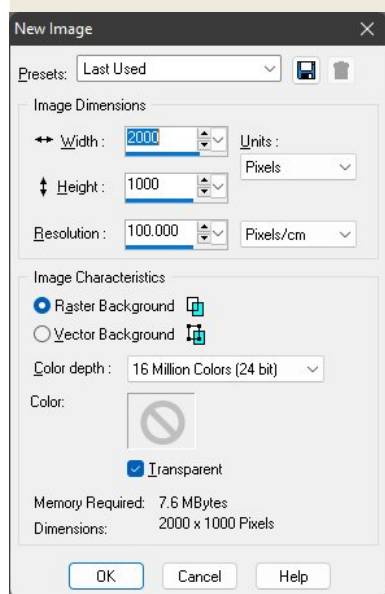 New Image
Presets: Last Used
Image Dimensions
Width : 2000 Units :
Pixels
Height : 1000
Resolution : 100.000 Pixels/cm
Image Characteristics
Raster Background
Vector Background
Color depth : 16 Million Colors (24 bit)
Color:
Transparent
Memory Required: 7.6 MBytes
Dimensions: 2000 x 1000 Pixels
OK Cancel Help